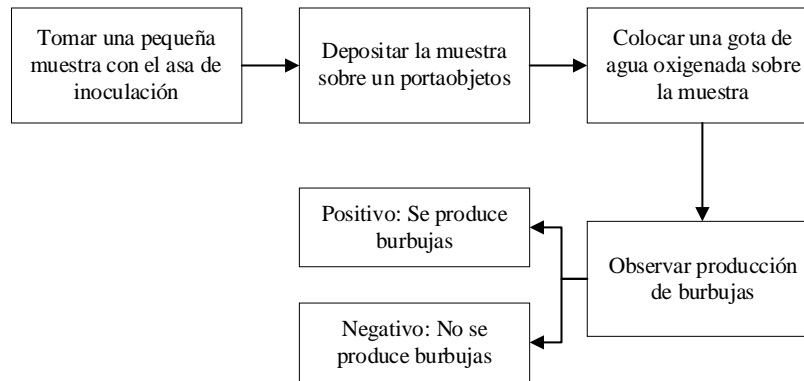 Tomar una pequeña
muestra con el asa de
inoculación
Depositar la muestra
sobre un portaobjetos
Colocar una gota de
agua oxigenada sobre
la muestra
Observar producción
de burbujas
Positivo: Se produce
burbujas
Negativo: No se
produce burbujas